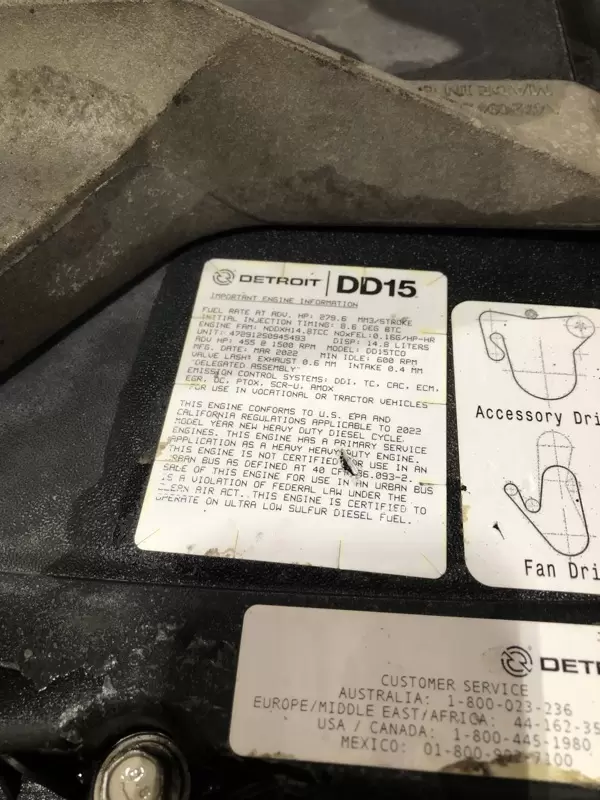 DETROIT DD15
IMPORTANT ENGINE INFORMATION
FUEL RATE AT ADV. HP: 279.6 MM3/STROKE
INITIAL INJECTION TIMING: 8.6 DEG BTC
ENGINE FAM: NDDXH14.8TCC NOXFEL:0.16G/HP-HR
UNIT: 472912S0945493 DISP: 14.8 LITERS
ADV HP: 455 @ 1500 RPM MODEL: DD15TCD
MFG. DATE: MAR 2022 MIN IDLE: 600 RPM
VALVE LASH: EXHAUST 0.6 MM INTAKE 0.4 MM
"DELEGATED ASSEMBLY"
EMISSION CONTROL SYSTEMS: DDI, TC, CAC, ECM,
EGR, OC, PTOX, SCR-U, AMOX
FOR USE IN VOCATIONAL OR TRACTOR VEHICLES
THIS ENGINE CONFORMS TO U.S. EPA AND
CALIFORNIA REGULATIONS APPLICABLE TO 2022
MODEL YEAR NEW HEAVY DUTY DIESEL CYCLE
ENGINES. THIS ENGINE HAS A PRIMARY SERVICE
APPLICATION AS A HEAVY HEAVY DUTY ENGINE.
THIS ENGINE IS NOT CERTIFIED FOR USE IN AN
URBAN BUS AS DEFINED AT 40 CFR 86.093-2.
SALE OF THIS ENGINE FOR USE IN AN URBAN BUS
IS A VIOLATION OF FEDERAL LAW UNDER THE
CLEAN AIR ACT. THIS ENGINE IS CERTIFIED TO
OPERATE ON ULTRA LOW SULFUR DIESEL FUEL.
Accessory Dri
Fan Dri
DETRO
CUSTOMER SERVICE
AUSTRALIA: 1-800-023-236
EUROPE/MIDDLE EAST/AFRICA: 44-162-35
USA / CANADA: 1-800-445-1980
MEXICO: 01-800-902-7100